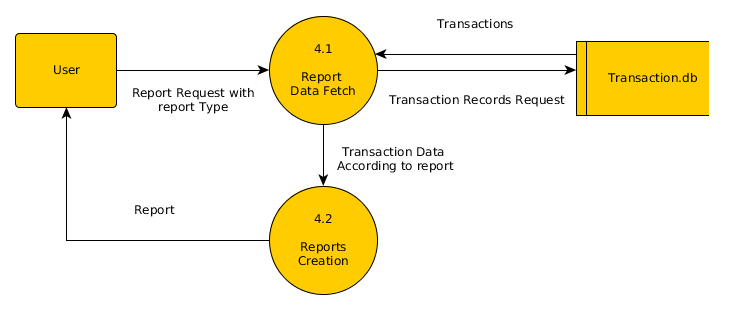 Transactions
4.1
Report
Data Fetch
User
Transaction.db
Report Request with
report Type
Transaction Records Request
Transaction Data
According to report
Report
4.2
Reports
Creation